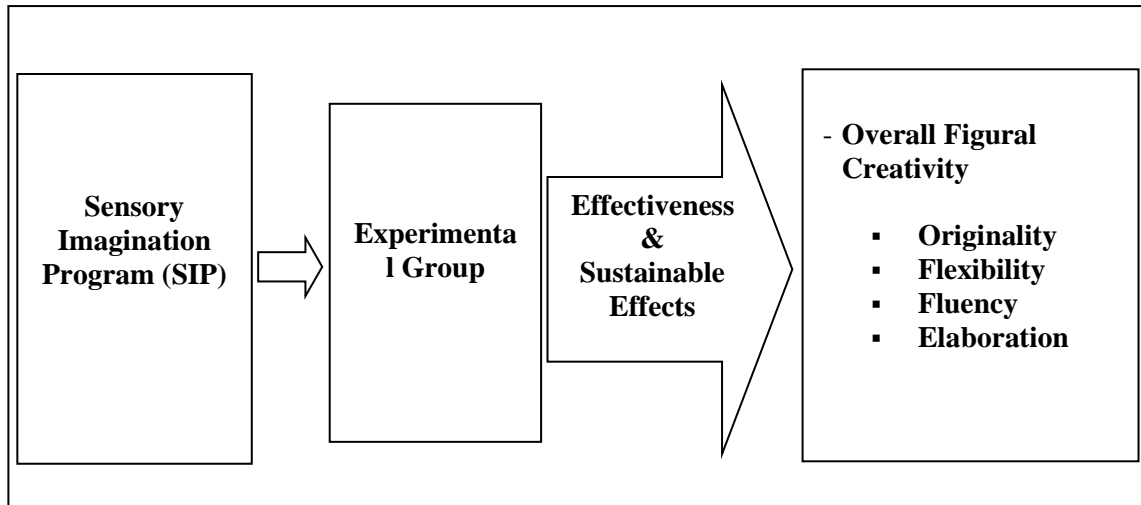 Sensory
Imagination
Program (SIP)
Experimenta
l Group
Effectiveness
&
Sustainable
Effects
- Overall Figural
Creativity
▪ Originality
▪ Flexibility
▪ Fluency
▪ Elaboration